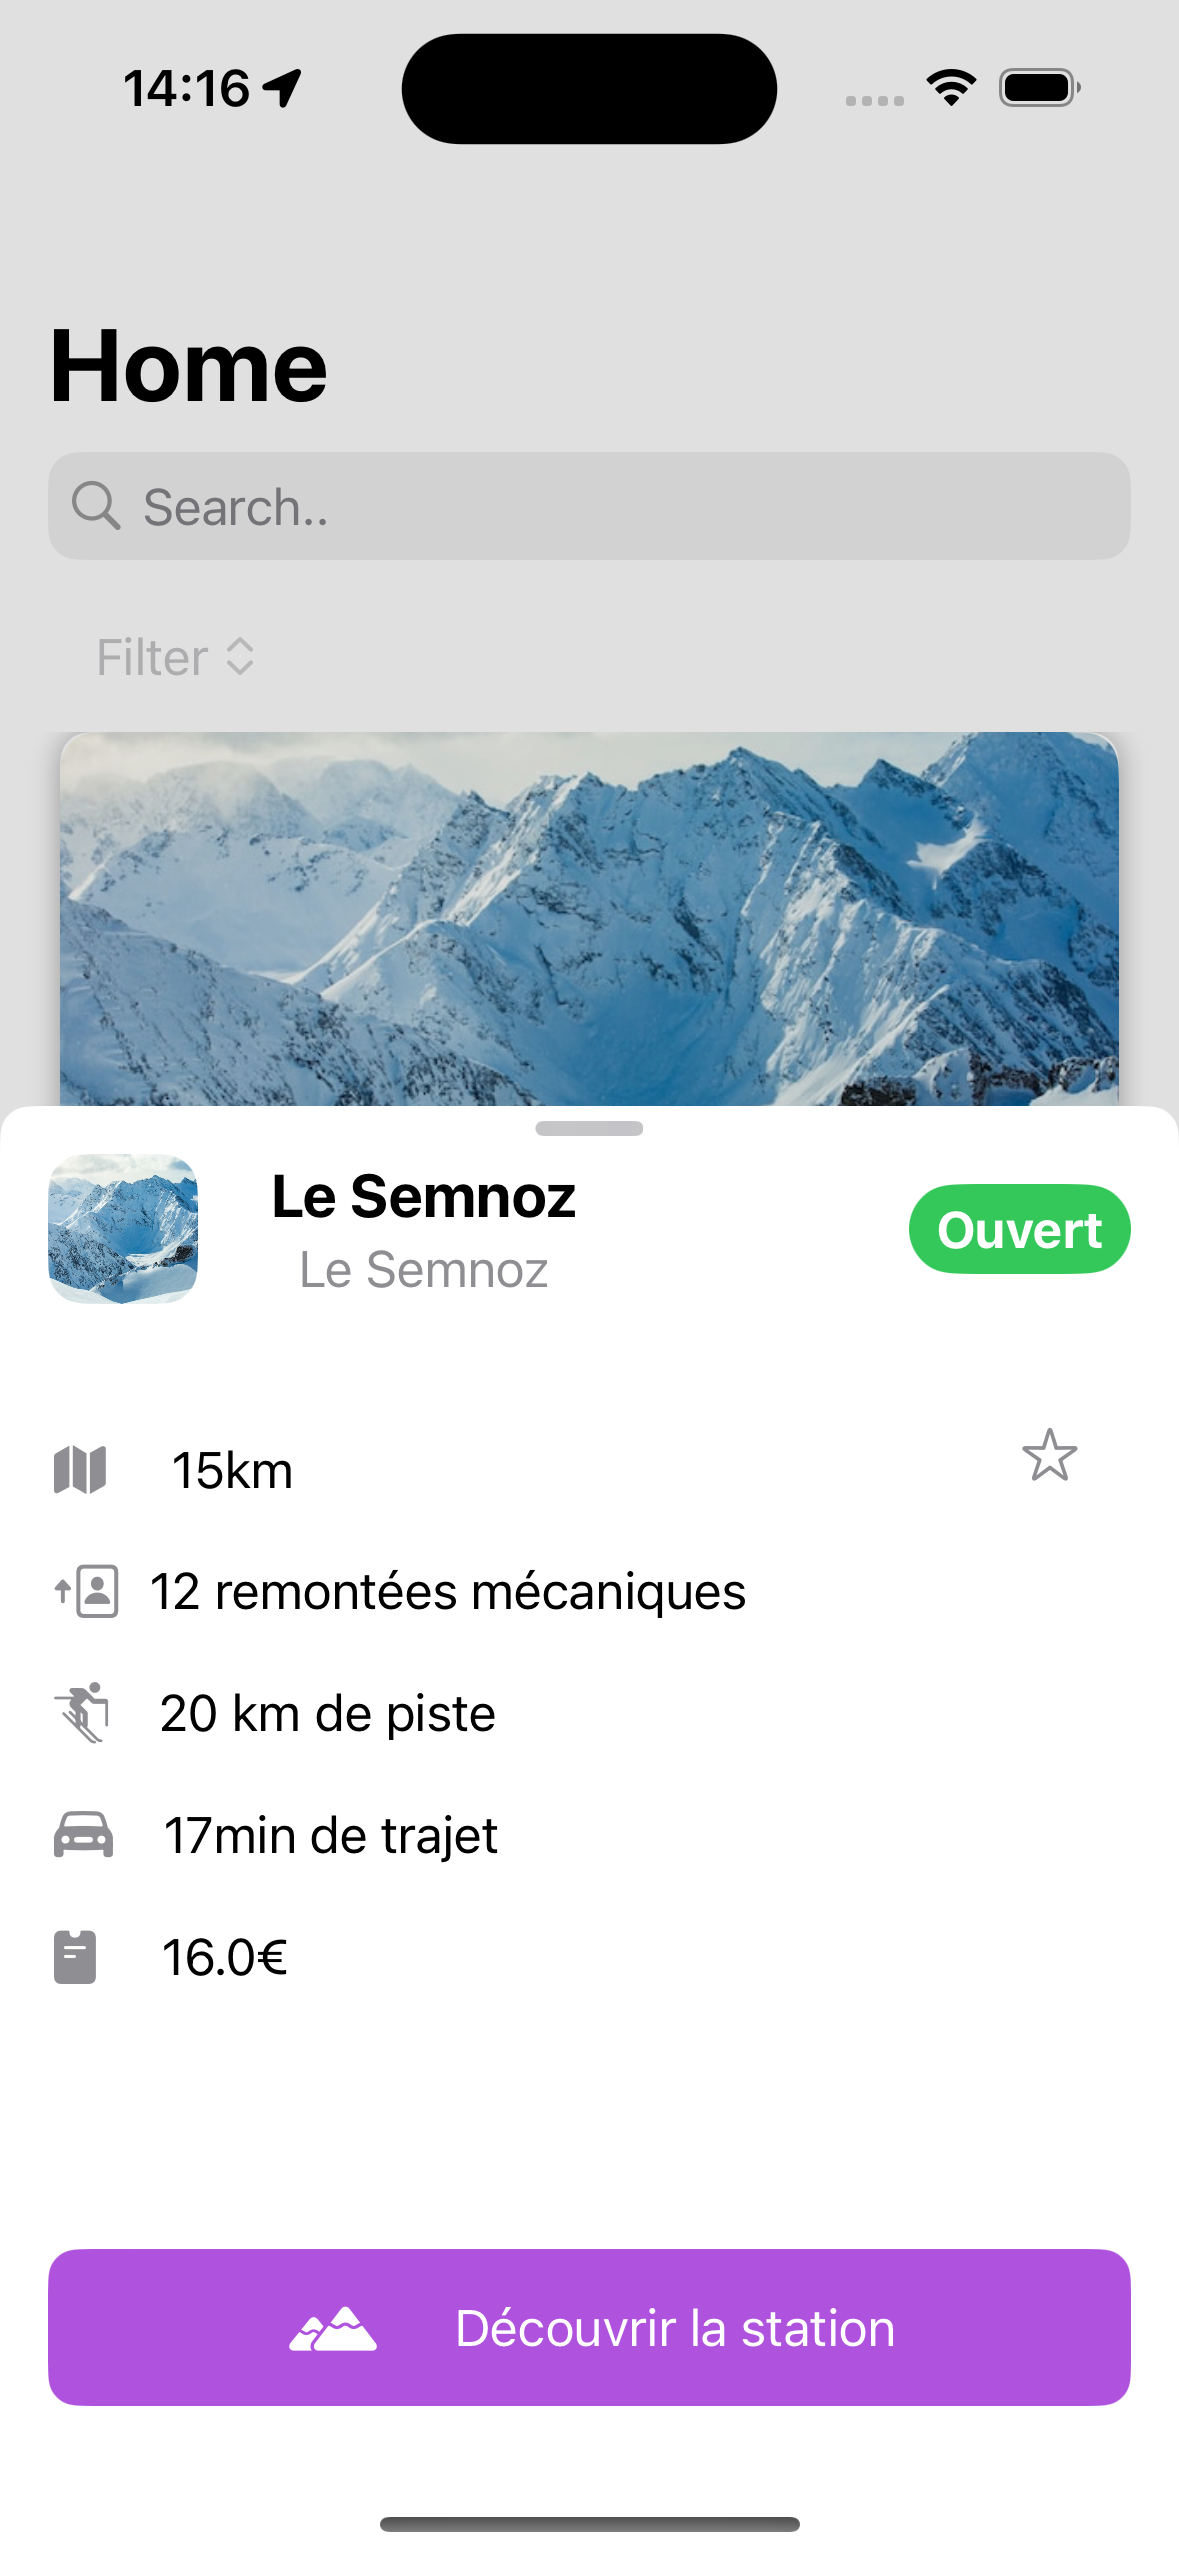 14:16
Home
Search..
Filter
Le Semnoz
Le Semnoz
Ouvert
15km
12 remontées mécaniques
20 km de piste
17min de trajet
16.0€
Découvrir la station